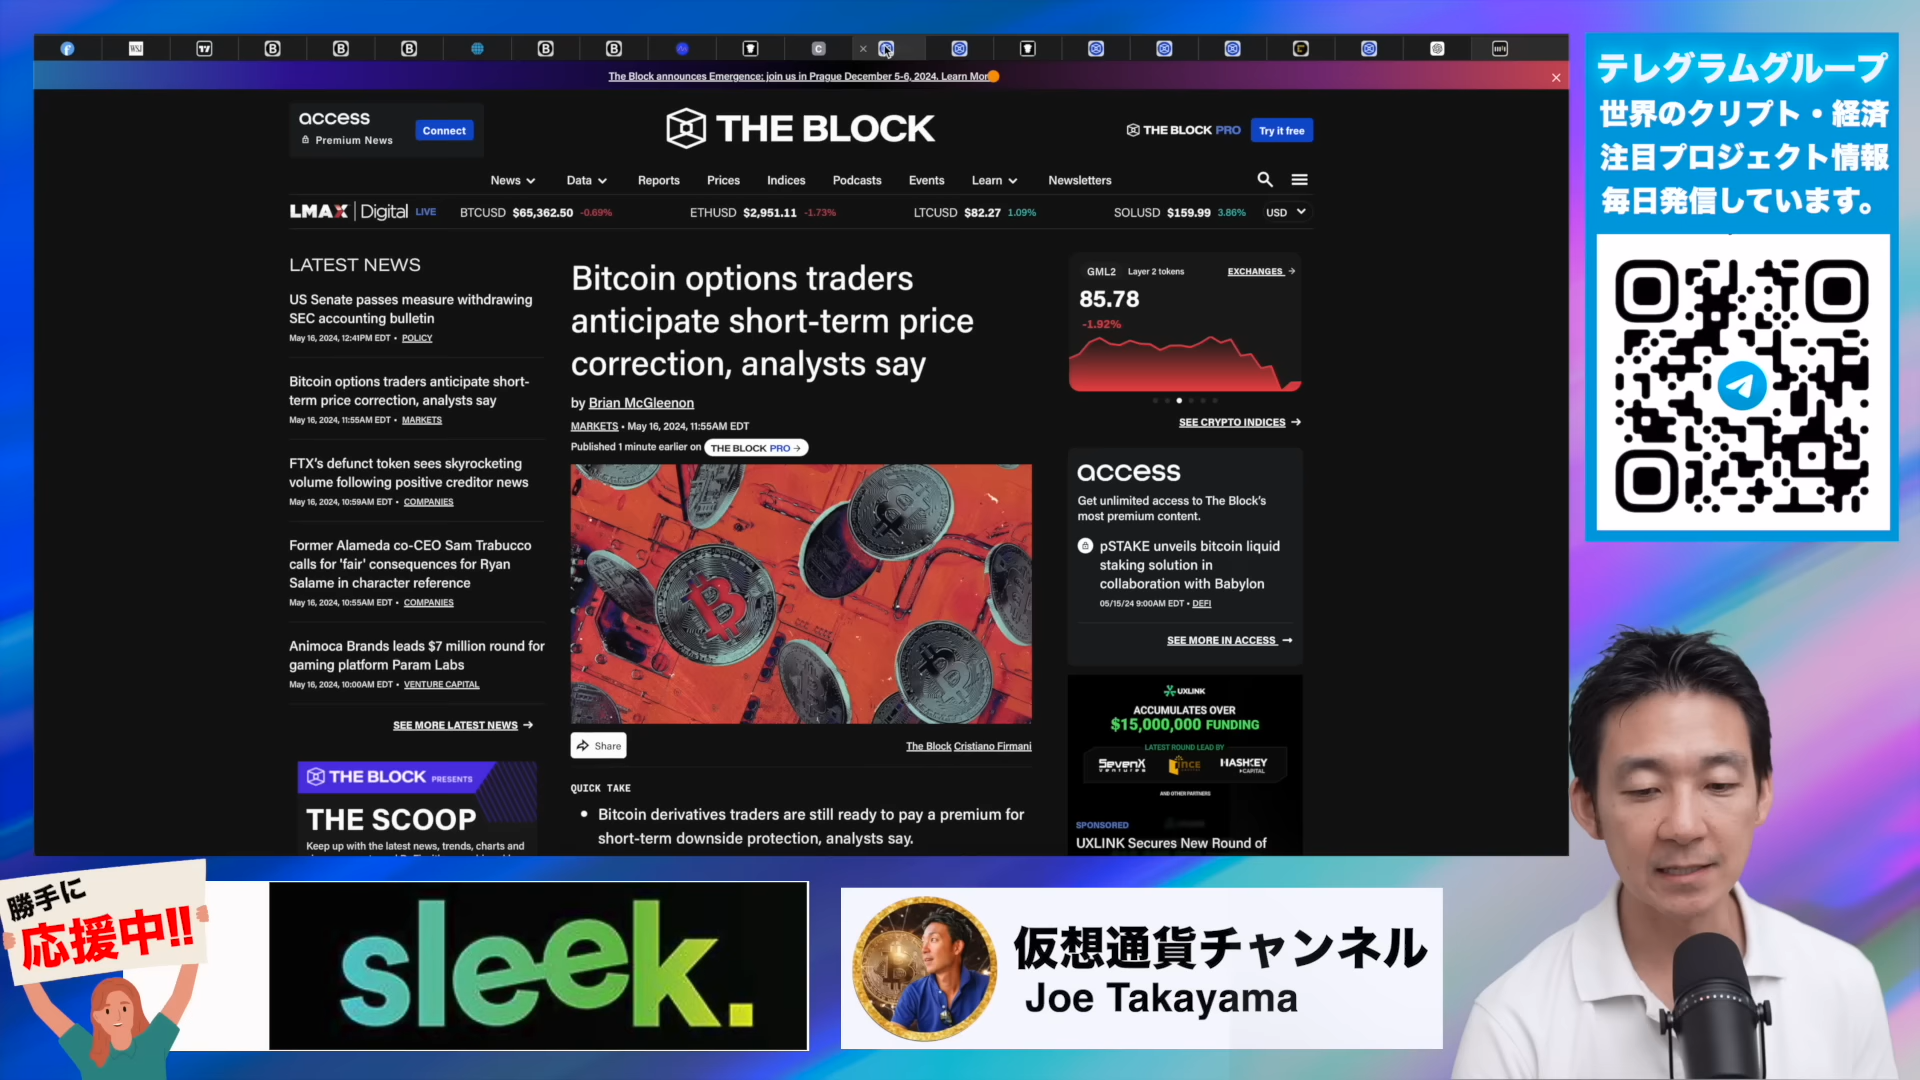 The Block announces Emergence: join us in Prague December 5-6, 2024. Learn Mor
access
Premium News
Connect
THE BLOCK
THE BLOCK PRO
Try it free
News
Data
Reports
Prices
Indices
Podcasts
Events
Learn
Newsletters
LMAX Digital LIVE
BTCUSD $65,362.50 -0.69%
ETHUSD $2,951.11 -1.73%
LTCUSD $82.27 1.09%
SOLUSD $159.99 3.86%
USD
LATEST NEWS
US Senate passes measure withdrawing
SEC accounting bulletin
May 16, 2024, 12:41PM EDT • POLICY
Bitcoin options traders anticipate short-
term price correction, analysts say
May 16, 2024, 11:55AM EDT • MARKETS
FTX's defunct token sees skyrocketing
volume following positive creditor news
May 16, 2024, 10:59AM EDT • COMPANIES
Former Alameda co-CEO Sam Trabucco
calls for 'fair' consequences for Ryan
Salame in character reference
May 16, 2024, 10:55AM EDT • COMPANIES
Animoca Brands leads $7 million round for
gaming platform Param Labs
May 16, 2024, 10:00AM EDT • VENTURE CAPITAL
SEE MORE LATEST NEWS →
THE BLOCK PRESENTS
THE SCOOP
Keep up with the latest news, trends, charts and
Bitcoin options traders
anticipate short-term price
correction, analysts say
by Brian McGleenon
MARKETS • May 16, 2024, 11:55AM EDT
Published 1 minute earlier on THE BLOCK PRO →
Share
The Block Cristiano Firmani
QUICK TAKE
• Bitcoin derivatives traders are still ready to pay a premium for
short-term downside protection, analysts say.
GML2 Layer 2 tokens
EXCHANGES →
85.78
-1.92%
SEE CRYPTO INDICES →
access
Get unlimited access to The Block's
most premium content.
pSTAKE unveils bitcoin liquid
staking solution in
collaboration with Babylon
05/15/24 9:00AM EDT • DEFI
SEE MORE IN ACCESS →
UXLINK
ACCUMULATES OVER
$15,000,000 FUNDING
LATEST ROUND LEAD BY
SevenX
ventures
HASHKEY
CAPITAL
AND OTHER PARTNERS
SPONSORED
UXLINK Secures New Round of
テレグラムグループ
世界のクリプト・経済
注目プロジェクト情報
毎日発信しています。
勝手に
応援中!!
sleek.
仮想通貨チャンネル
Joe Takayama